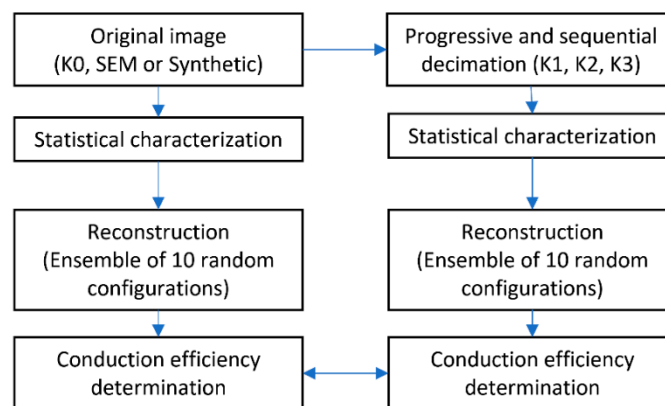 Original image
(K0, SEM or Synthetic)
Progressive and sequential
decimation (K1, K2, K3)
Statistical characterization
Statistical characterization
Reconstruction
(Ensemble of 10 random
configurations)
Reconstruction
(Ensemble of 10 random
configurations)
Conduction efficiency
determination
Conduction efficiency
determination